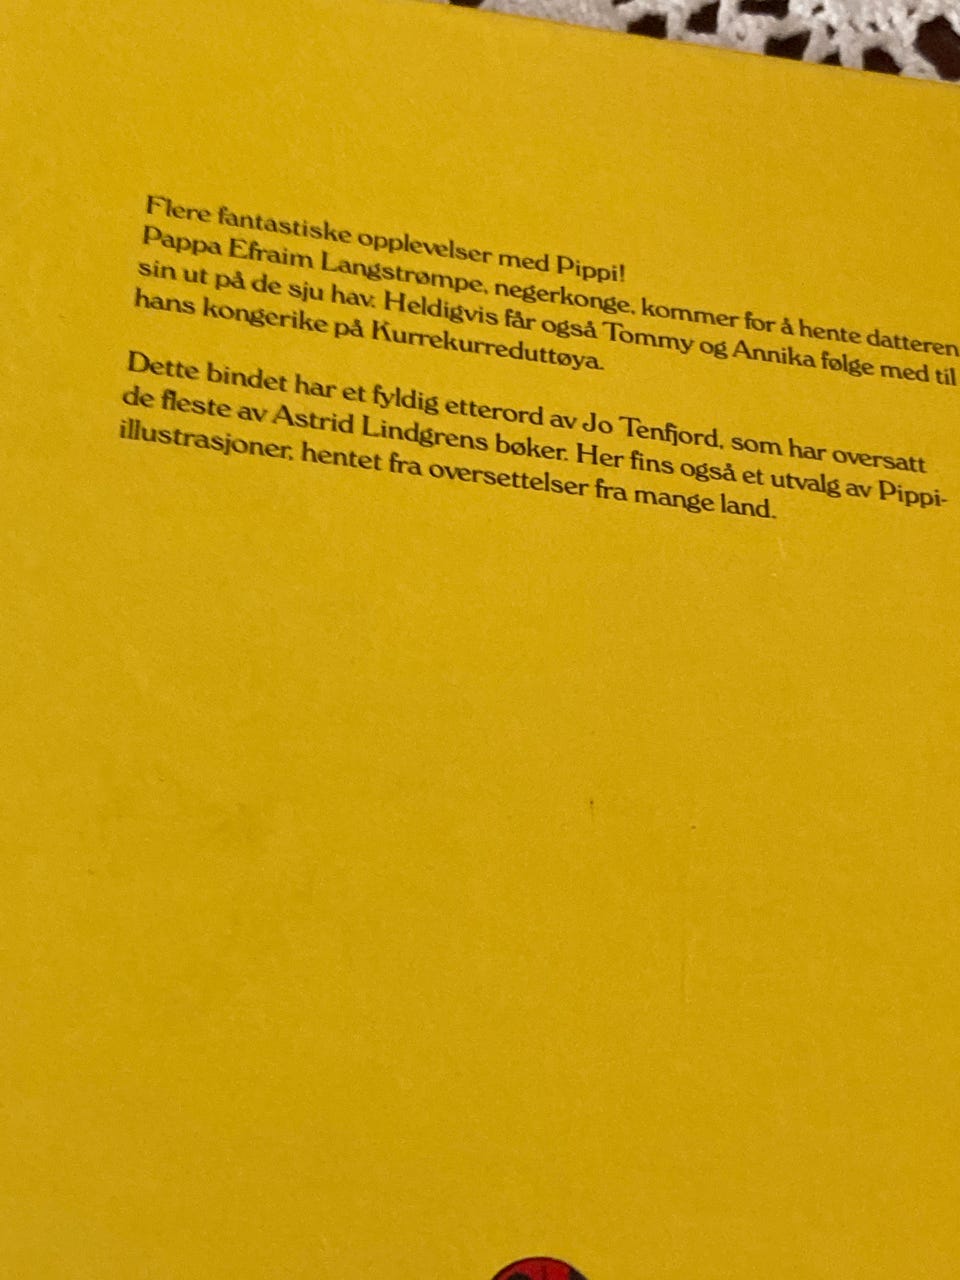 Flere fantastiske opplevelser med Pippi!
Pappa Efraim Langstrømpe, negerkonge, kommer for å hente datteren
sin ut på de sju hav. Heldigvis får også Tommy og Annika følge med til
hans kongerike på Kurrekurreduttøya.
Dette bindet har et fyldig etterord av Jo Tenfjord, som har oversatt
de fleste av Astrid Lindgrens bøker. Her fins også et utvalg av Pippi-
illustrasjoner, hentet fra oversettelser fra mange land.